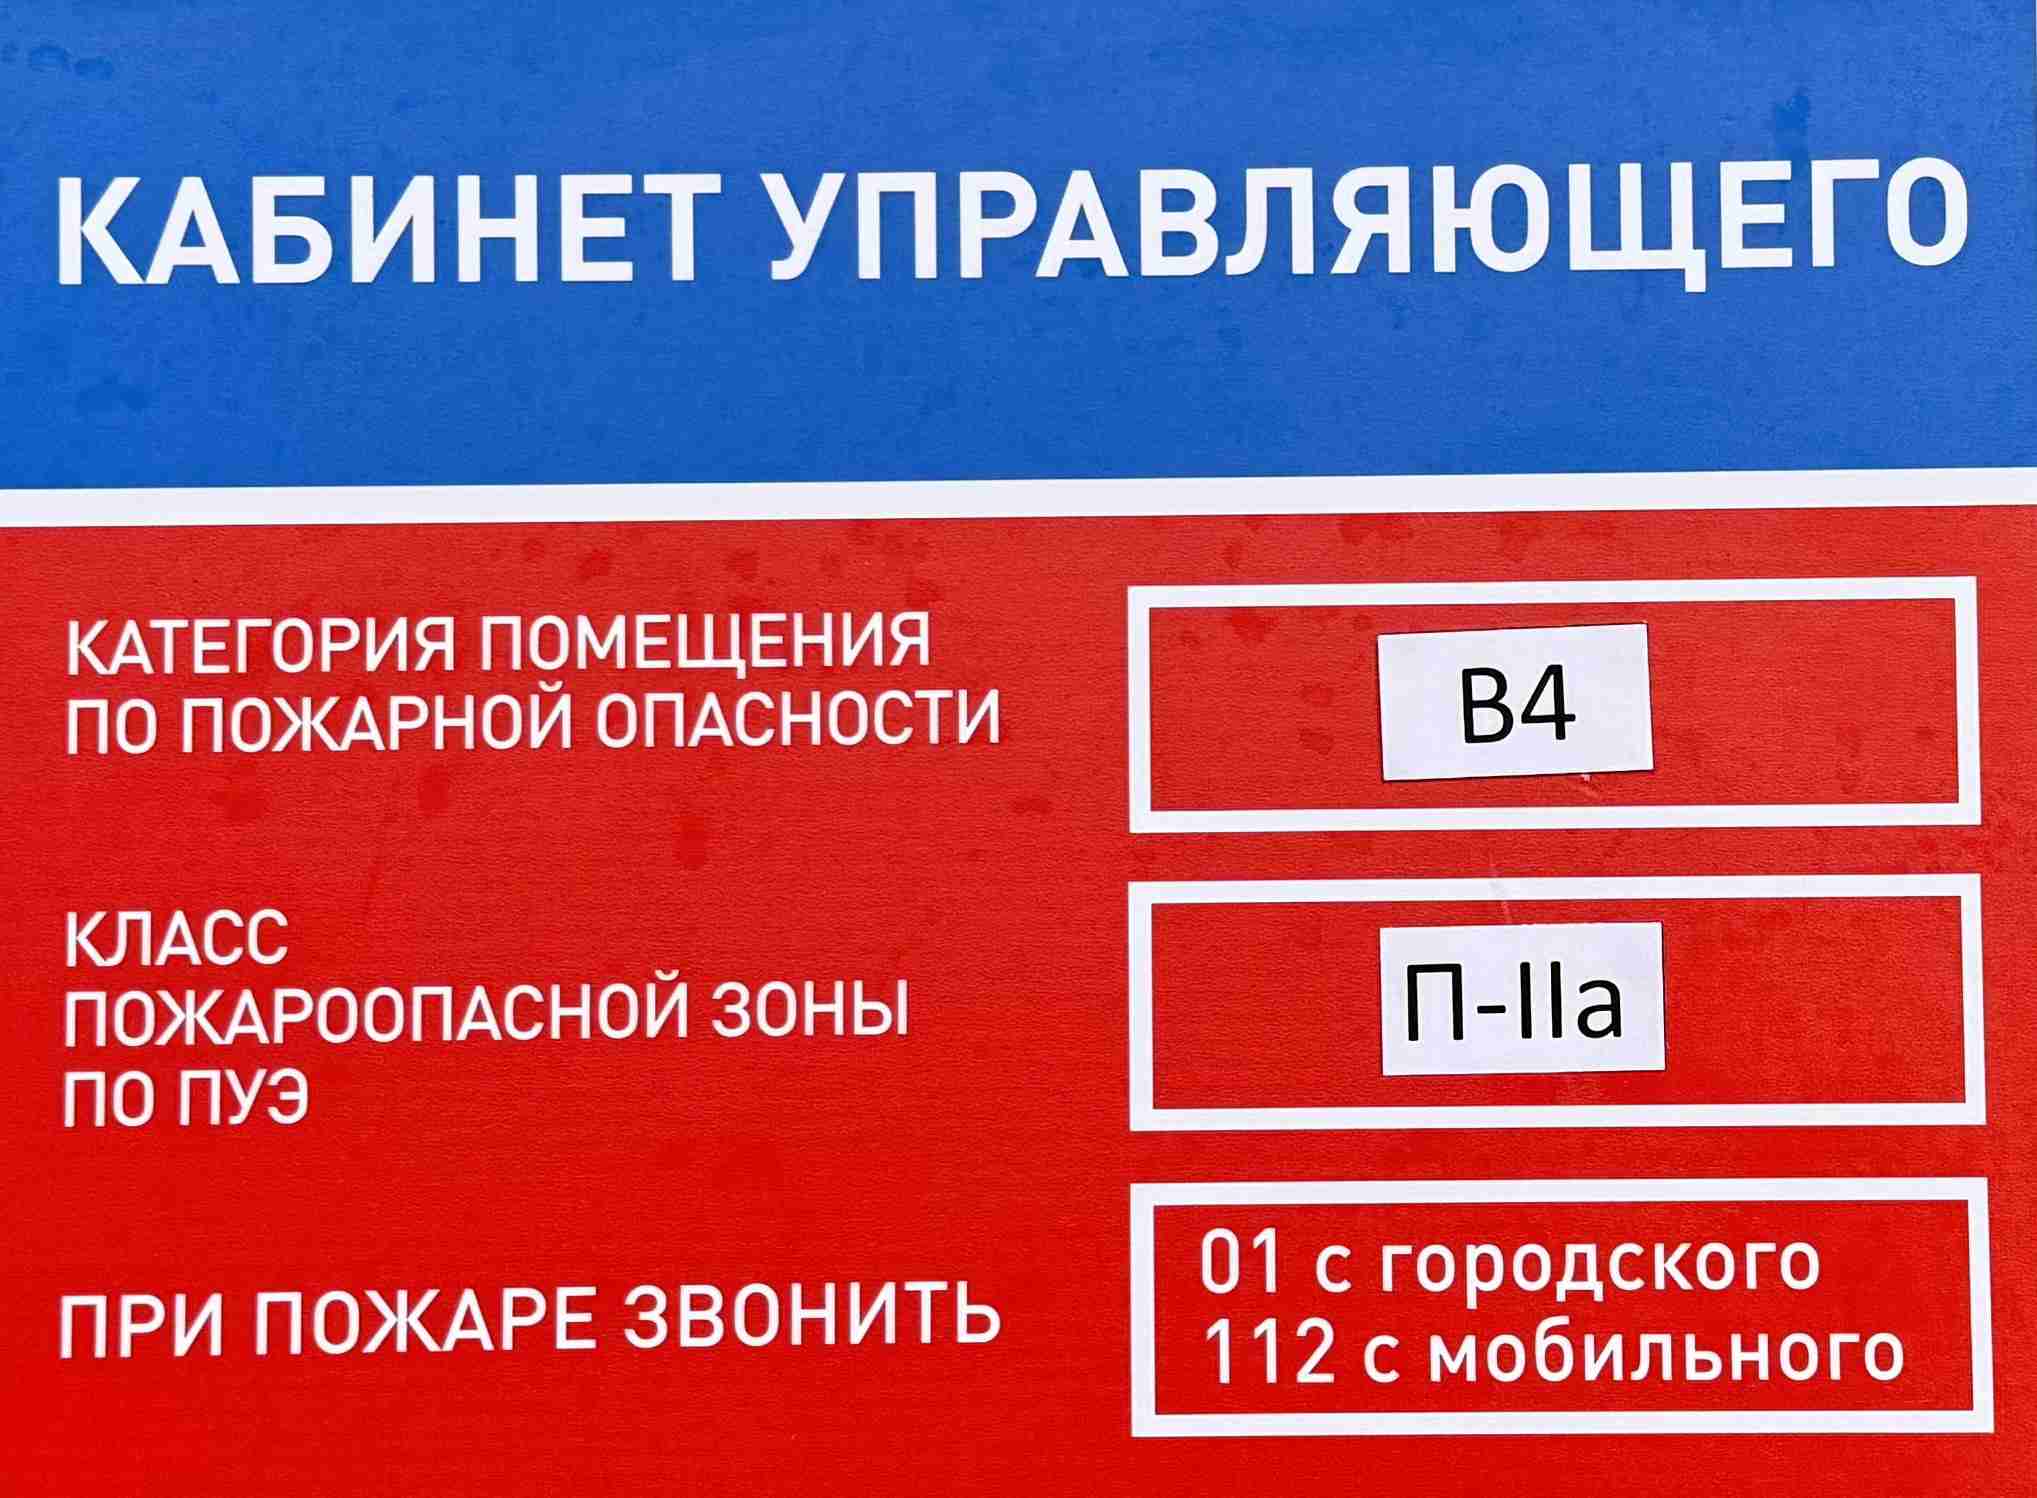 КАБИНЕТ УПРАВЛЯЮЩЕГО
КАТЕГОРИЯ ПОМЕЩЕНИЯ
ПО ПОЖАРНОЙ ОПАСНОСТИ
В4
КЛАСС
ПОЖАРООПАСНОЙ ЗОНЫ
ПО ПУЭ
П-IIа
ПРИ ПОЖАРЕ ЗВОНИТЬ
01 с городского
112 с мобильного